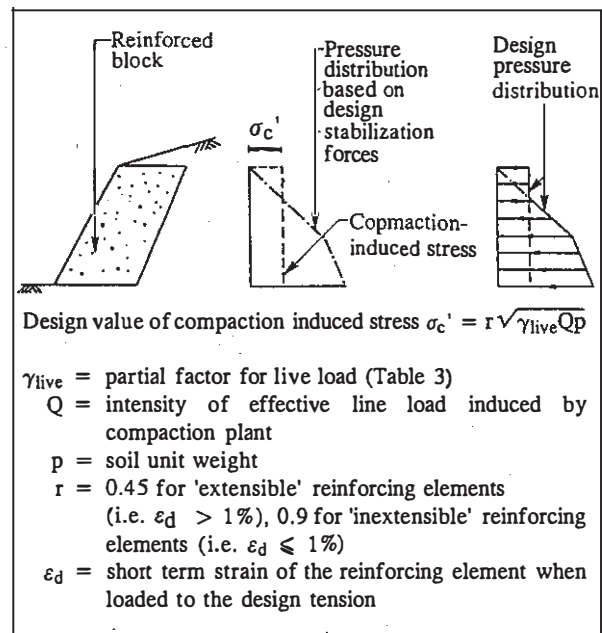 Reinforced
block
Pressure
distribution
based on
design
stabilization
forces
Design
pressure
distribution
σc'
Copmaction-
induced stress
Design value of compaction induced stress σc' = r√γliveQp
γlive = partial factor for live load (Table 3)
Q = intensity of effective line load induced by
compaction plant
p = soil unit weight
r = 0.45 for 'extensible' reinforcing elements
(i.e. εd > 1%), 0.9 for 'inextensible' reinforcing
elements (i.e. εd ⩽ 1%)
εd = short term strain of the reinforcing element when
loaded to the design tension